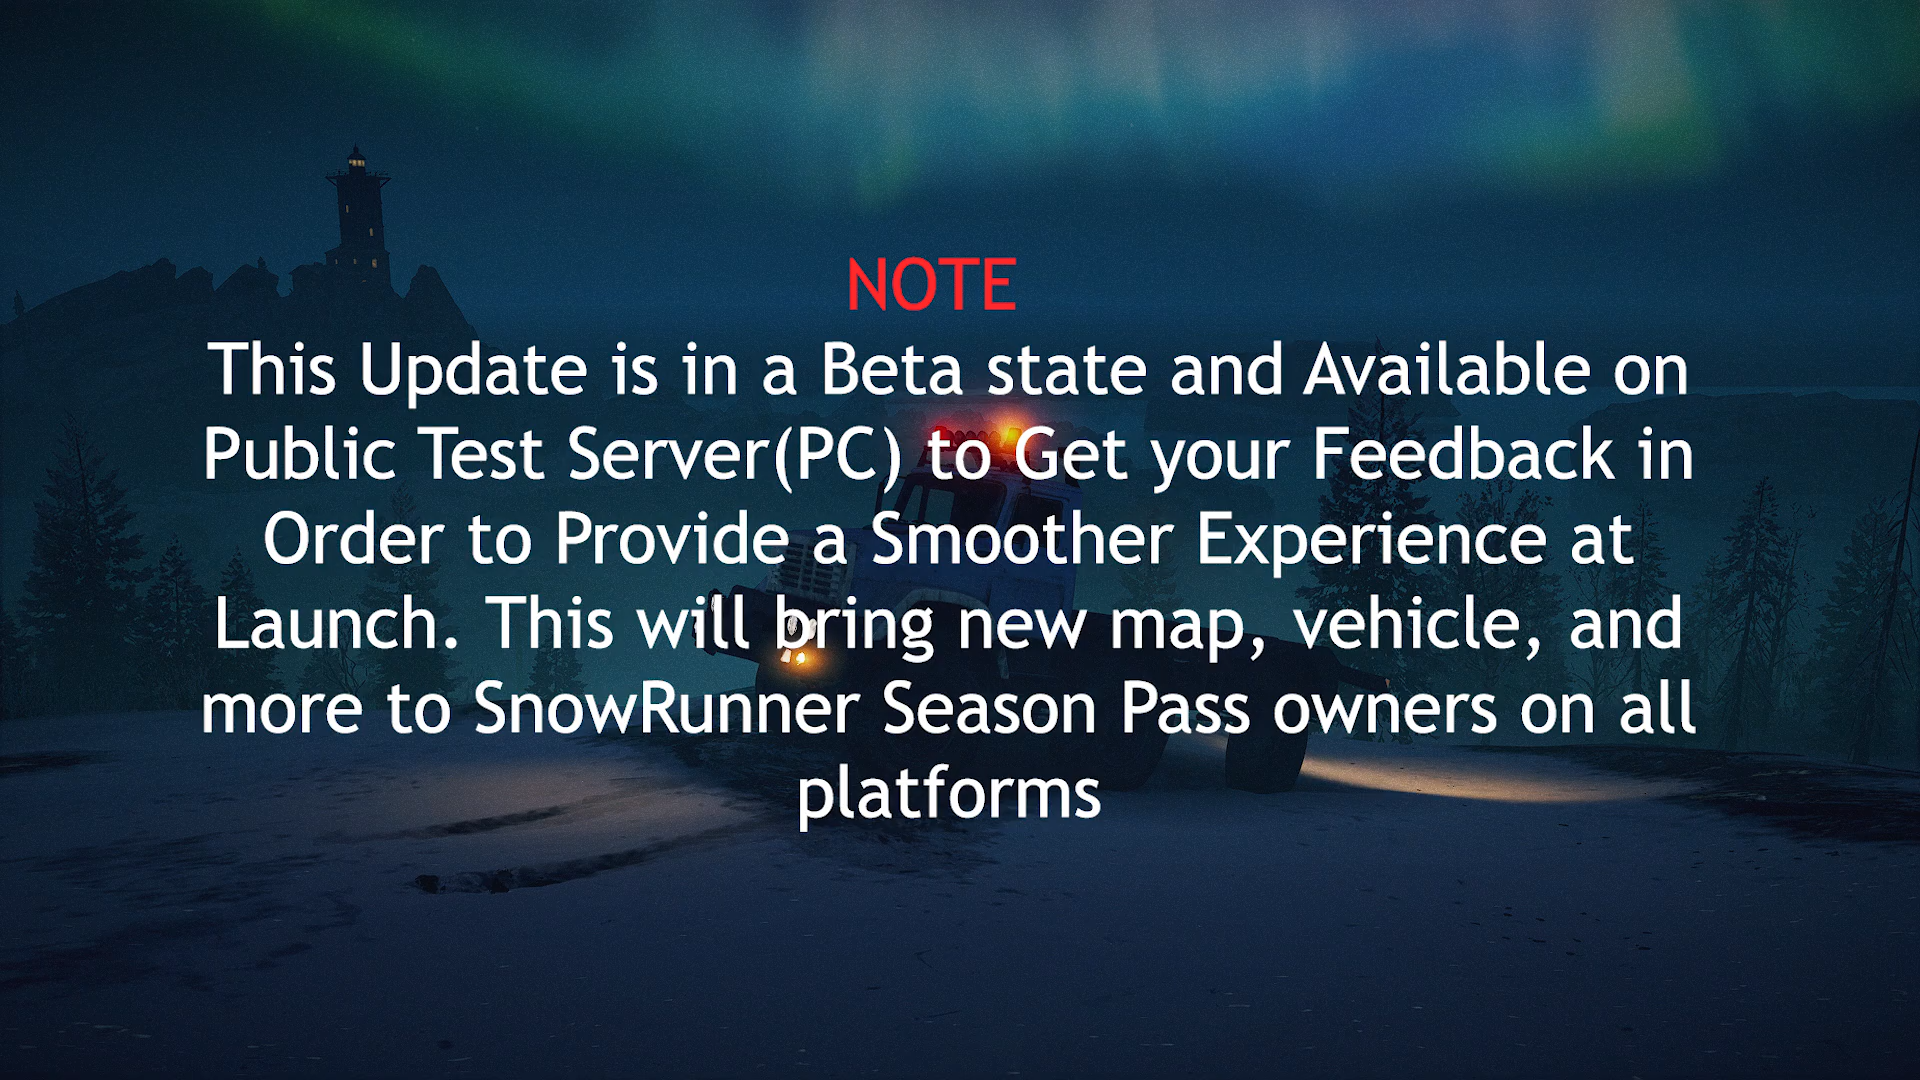 NOTE
This Update is in a Beta state and Available on
Public Test Server(PC) to Get your Feedback in
Order to Provide a Smoother Experience at
Launch. This will bring new map, vehicle, and
more to SnowRunner Season Pass owners on all
platforms